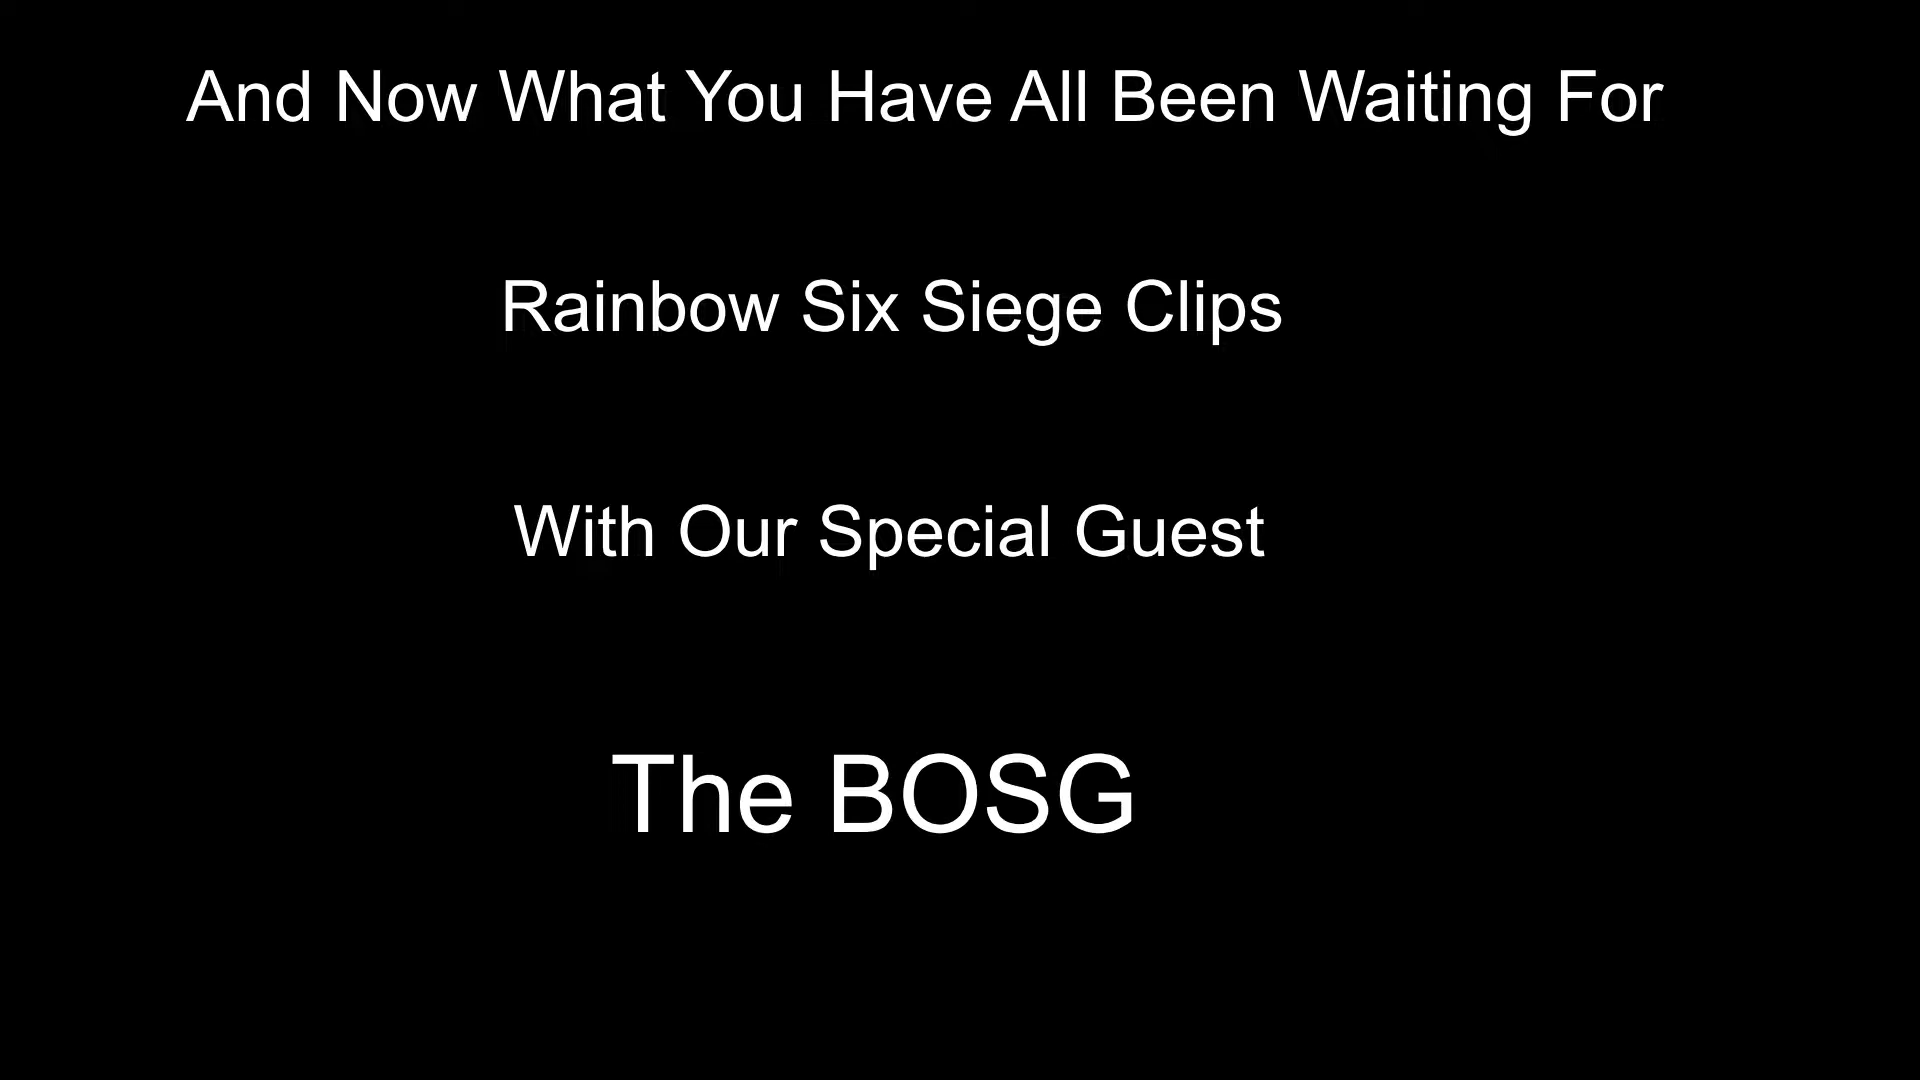 And Now What You Have All Been Waiting For
Rainbow Six Siege Clips
With Our Special Guest
The BOSG